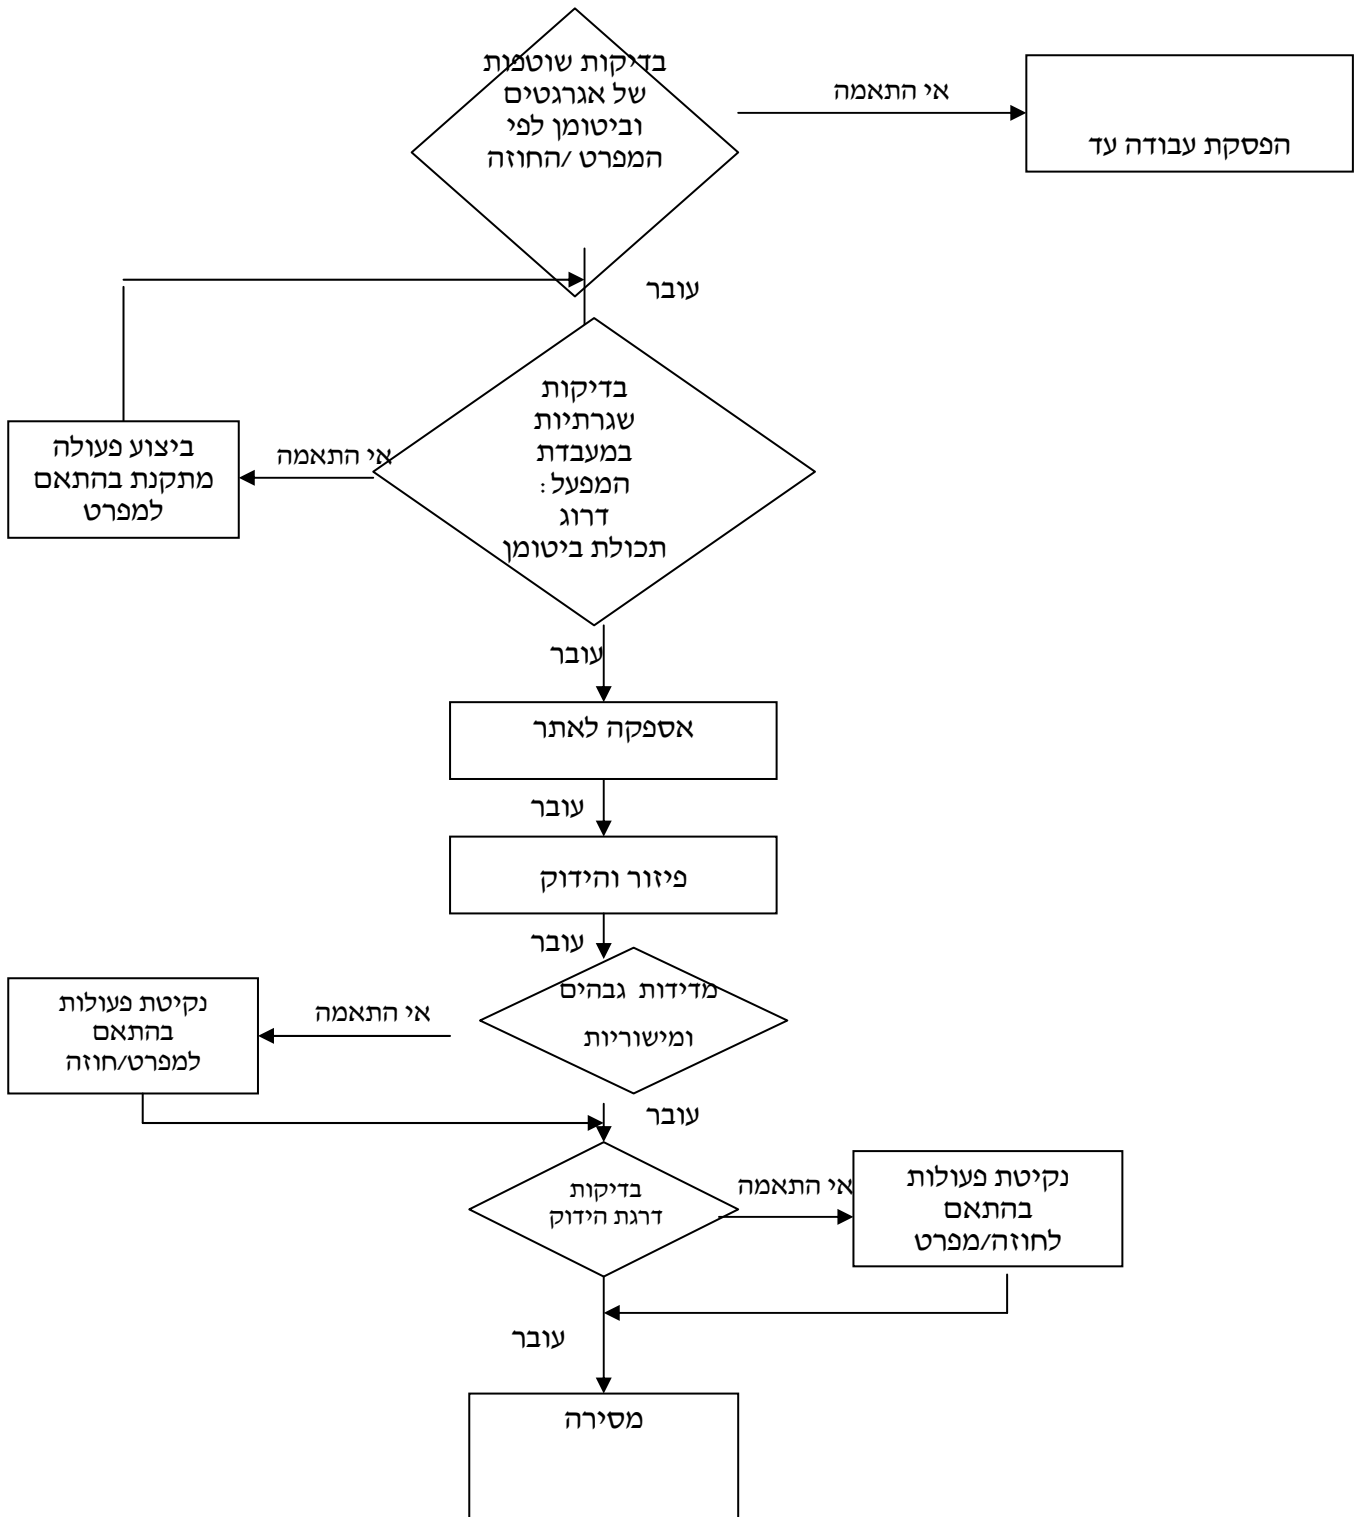 בדיקות שוטפות
של אגרגטים
וביטומן לפי
המפרט /החוזה
אי התאמה
הפסקת עבודה עד
עובר
בדיקות
שגרתיות
במעבדת
המפעל:
דרוג
תכולת ביטומן
אי התאמה
ביצוע פעולה
מתקנת בהתאם
למפרט
עובר
אספקה לאתר
עובר
פיזור והידוק
עובר
מדידות גבהים
ומישוריות
אי התאמה
נקיטת פעולות
בהתאם
למפרט/חוזה
עובר
בדיקות
דרגת הידוק
אי התאמה
נקיטת פעולות
בהתאם
לחוזה/מפרט
עובר
מסירה